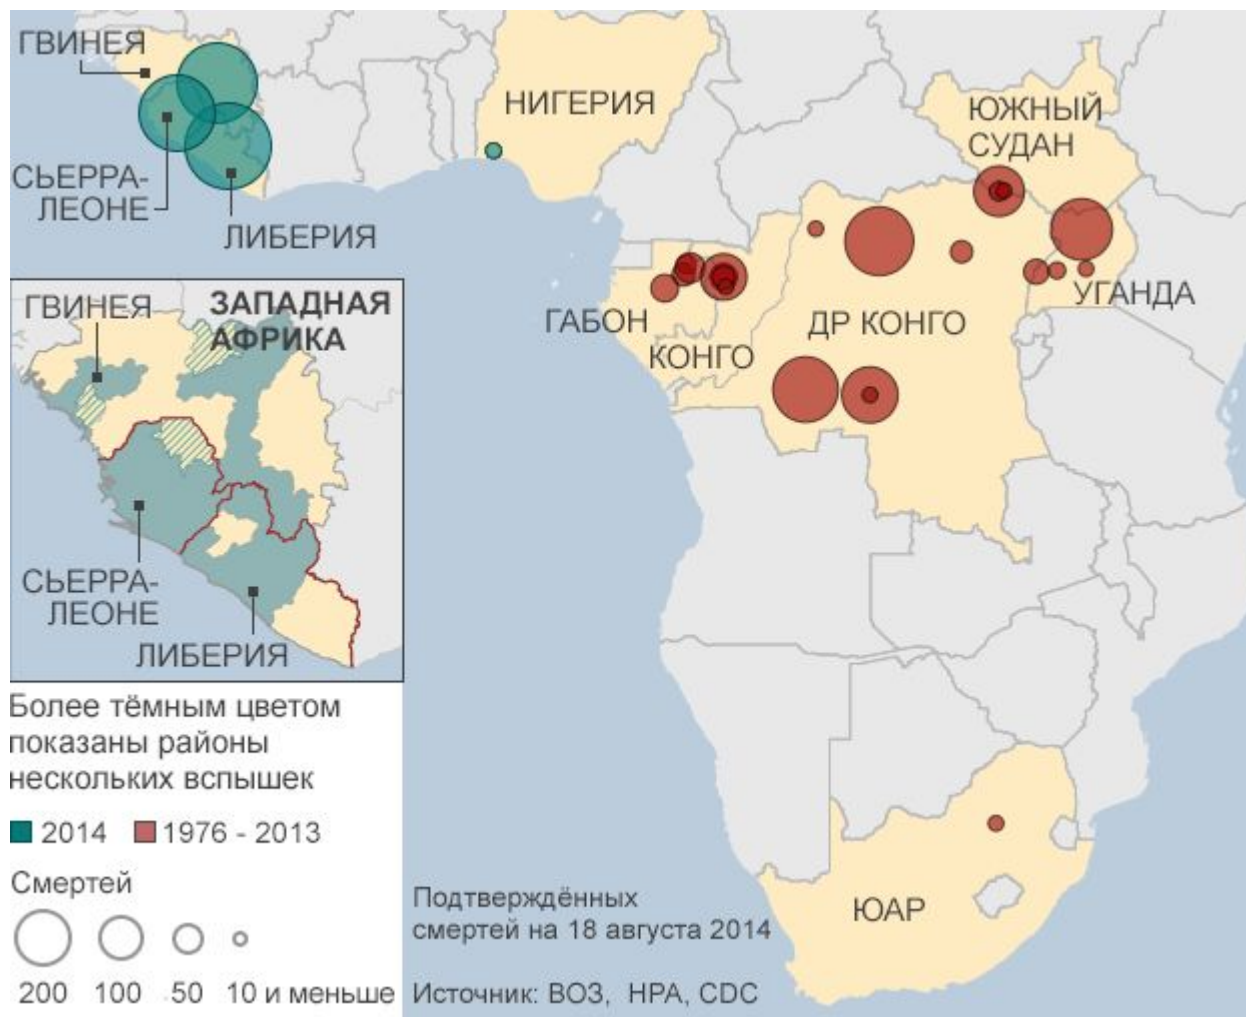 ГВИНЕЯ
СЬЕРРА-
ЛЕОНЕ
ЛИБЕРИЯ
НИГЕРИЯ
ЮЖНЫЙ
СУДАН
ГАБОН
КОНГО
ДР КОНГО
УГАНДА
ЮАР
ЗАПАДНАЯ
АФРИКА
ГВИНЕЯ
СЬЕРРА-
ЛЕОНЕ
ЛИБЕРИЯ
Более тёмным цветом
показаны районы
нескольких вспышек
2014 1976 - 2013
Смертей
200 100 50 10 и меньше
Подтверждённых
смертей на 18 августа 2014
Источник: ВОЗ, HPA, CDC